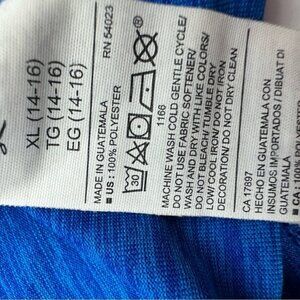 XL (14-16)
TG (14-16)
EG (14-16)
RN 54023
MADE IN GUATEMALA
US : 100% POLYESTER
30
1166
MACHINE WASH COLD GENTLE CYCLE/
DO NOT USE FABRIC SOFTENER/
WASH AND DRY WITH LIKE COLORS/
DO NOT BLEACH/ TUMBLE DRY
LOW/ COOL IRON/ DO NOT IRON
DECORATION/ DO NOT DRY CLEAN
CA 17897
HECHO EN GUATEMALA CON
INSUMOS IMPORTADOS / DIBUAT DI
GUATEMALA